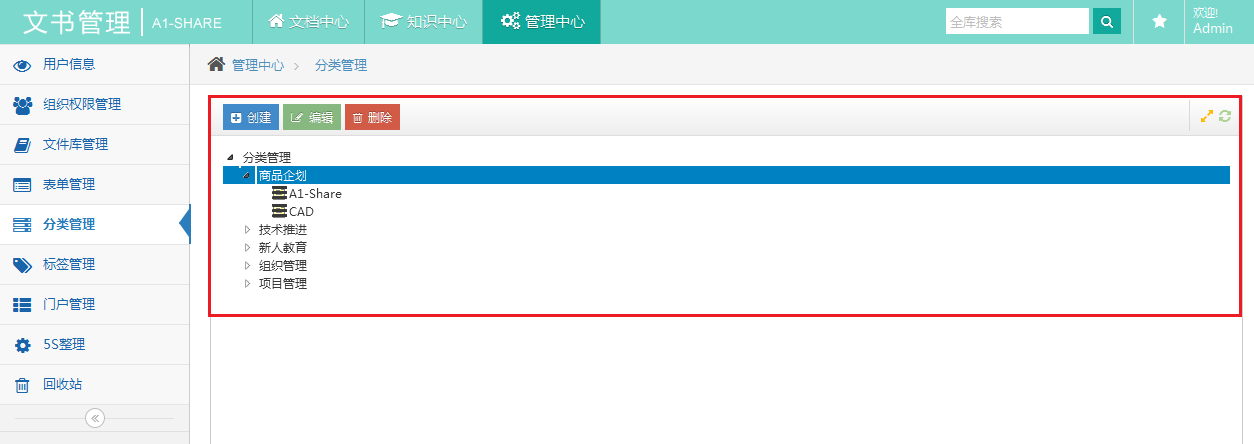 文书管理 A1-SHARE 文档中心 知识中心 管理中心 全库搜索 欢迎! Admin
用户信息
组织权限管理
文件库管理
表单管理
分类管理
标签管理
门户管理
5S整理
回收站
管理中心 > 分类管理
创建 编辑 删除
分类管理
商品企划
A1-Share
CAD
技术推进
新人教育
组织管理
项目管理